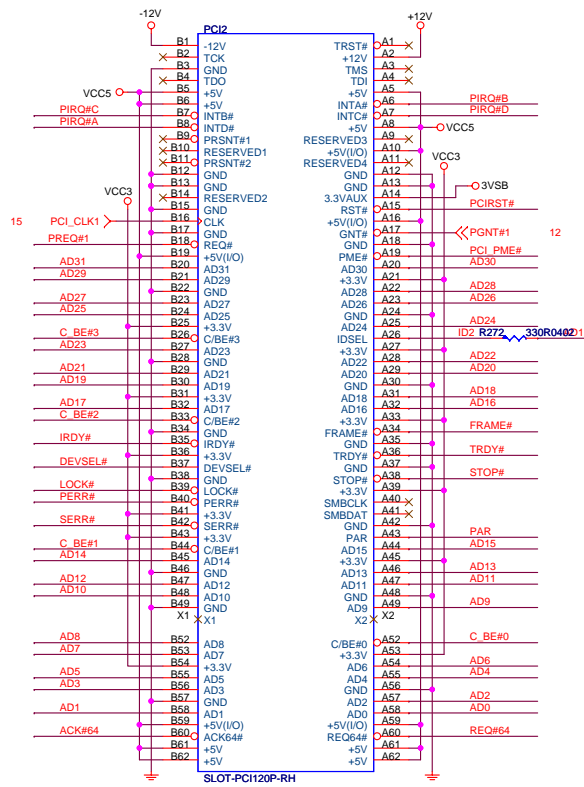 -12V +12V
PCI2
B1 -12V TRST# A1
B2 TCK +12V A2
B3 GND TMS A3
B4 TDO TDI A4
VCC5 B5 +5V +5V A5
B6 +5V INTA# A6 PIRQ#B
PIRQ#C B7 INTB# INTC# A7 PIRQ#D
PIRQ#A B8 INTD# +5V A8 VCC5
B9 PRSNT#1 RESERVED3 A9
B10 RESERVED1 +5V(I/O) A10
B11 PRSNT#2 RESERVED4 A11 VCC3
B12 GND GND A12
B13 GND GND A13
VCC3 B14 RESERVED2 3.3VAUX A14 3VSB
B15 GND RST# A15 PCIRST#
15 PCI_CLK1 B16 CLK +5V(I/O) A16
B17 GND GNT# A17 PGNT#1 12
PREQ#1 B18 REQ# GND A18
B19 +5V(I/O) PME# A19 PCI_PME#
AD31 B20 AD31 AD30 A20 AD30
AD29 B21 AD29 +3.3V A21
B22 GND AD28 A22 AD28
AD27 B23 AD27 AD26 A23 AD26
AD25 B24 AD25 GND A24
B25 +3.3V AD24 A25 AD24
C_BE#3 B26 C/BE#3 IDSEL A26 ID2 R272 330R0402 AD1
AD23 B27 AD23 +3.3V A27
B28 GND AD22 A28 AD22
AD21 B29 AD21 AD20 A29 AD20
AD19 B30 AD19 GND A30
B31 +3.3V AD18 A31 AD18
AD17 B32 AD17 AD16 A32 AD16
C_BE#2 B33 C/BE#2 +3.3V A33
B34 GND FRAME# A34 FRAME#
IRDY# B35 IRDY# GND A35
B36 +3.3V TRDY# A36 TRDY#
DEVSEL# B37 DEVSEL# GND A37
B38 GND STOP# A38 STOP#
LOCK# B39 LOCK# +3.3V A39
PERR# B40 PERR# SMBCLK A40
B41 +3.3V SMBDAT A41
SERR# B42 SERR# GND A42
B43 +3.3V PAR A43 PAR
C_BE#1 B44 C/BE#1 AD15 A44 AD15
AD14 B45 AD14 +3.3V A45
B46 GND AD13 A46 AD13
AD12 B47 AD12 AD11 A47 AD11
AD10 B48 AD10 GND A48
B49 GND AD9 A49 AD9
X1 X1 X2 X2
AD8 B52 AD8 C/BE#0 A52 C_BE#0
AD7 B53 AD7 +3.3V A53
B54 +3.3V AD6 A54 AD6
AD5 B55 AD5 AD4 A55 AD4
AD3 B56 AD3 GND A56
B57 GND AD2 A57 AD2
AD1 B58 AD1 AD0 A58 AD0
B59 +5V(I/O) +5V(I/O) A59
ACK#64 B60 ACK64# REQ64# A60 REQ#64
B61 +5V +5V A61
B62 +5V +5V A62
SLOT-PCI120P-RH